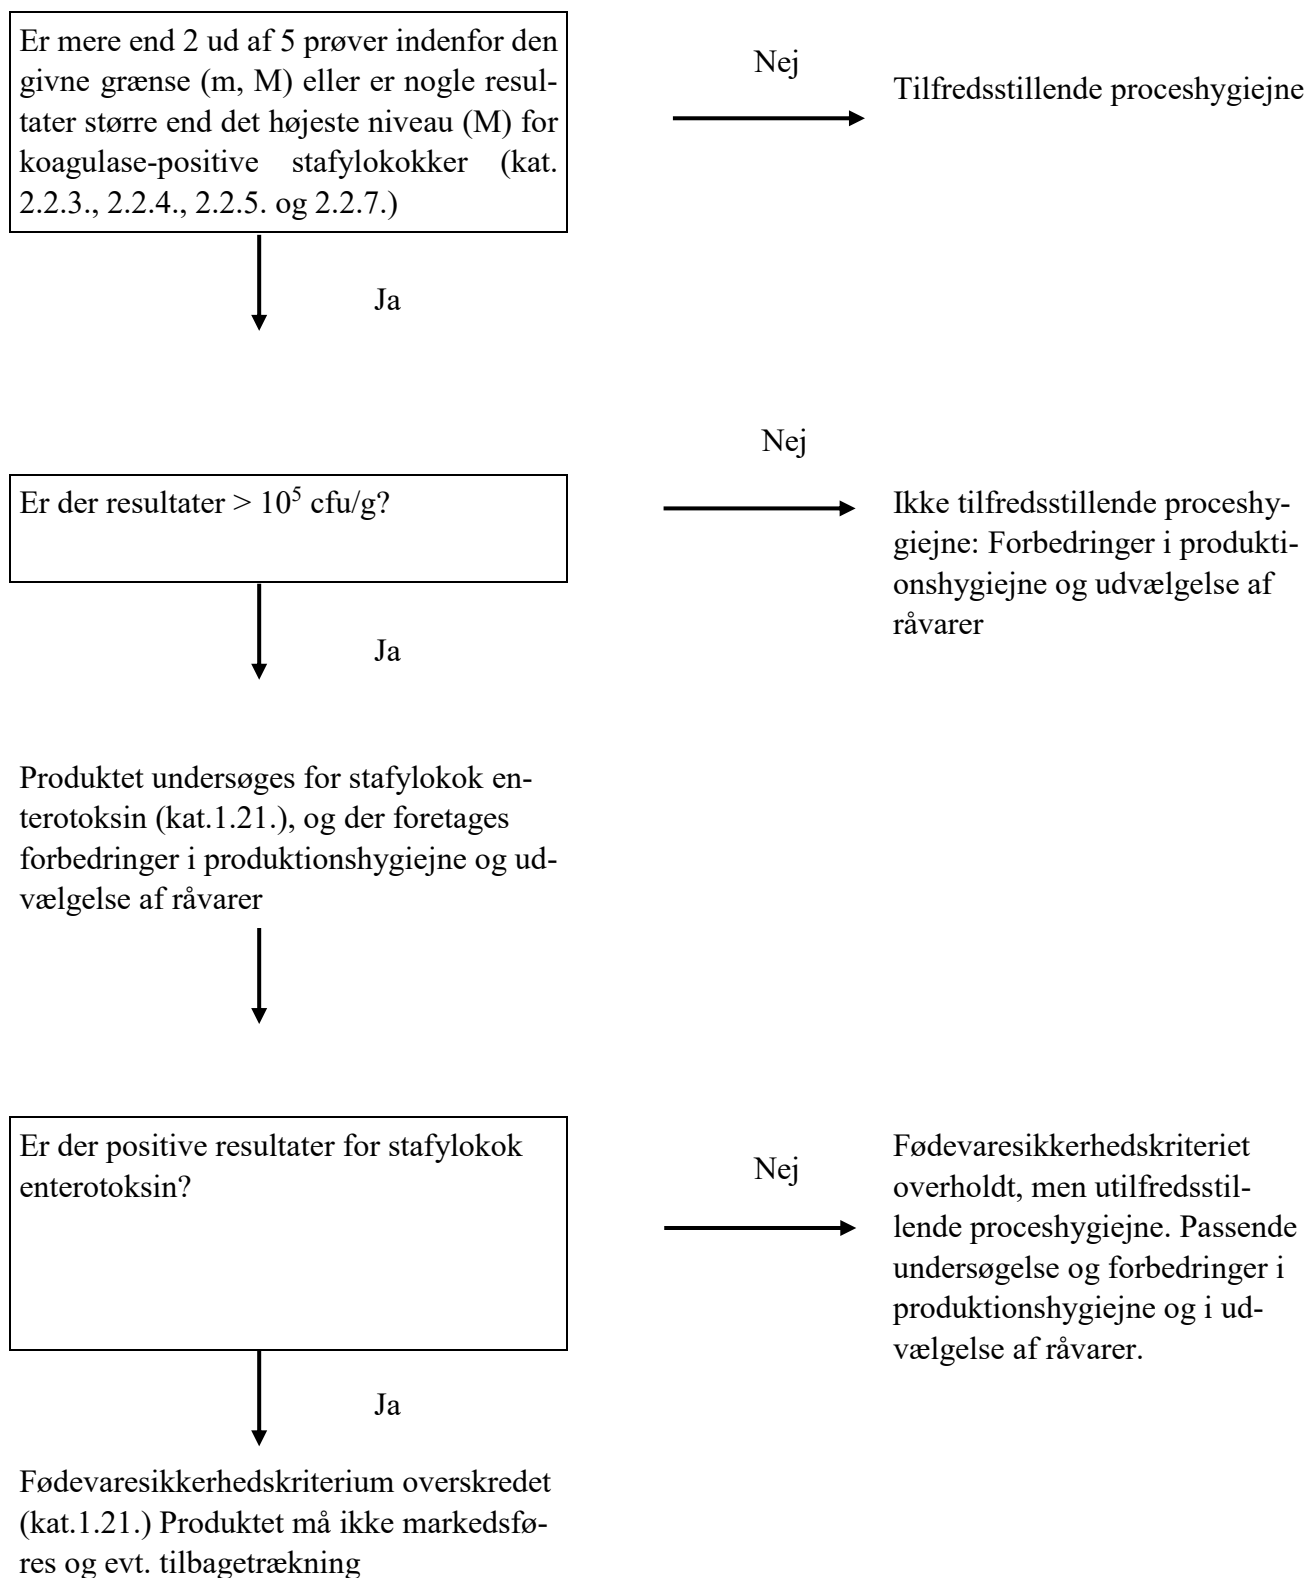 Er mere end 2 ud af 5 prøver indenfor den
givne grænse (m, M) eller er nogle resul-
tater større end det højeste niveau (M) for
koagulase-positive stafylokokker (kat.
2.2.3., 2.2.4., 2.2.5. og 2.2.7.)
Nej
Tilfredsstillende proceshygiejne
Ja
Er der resultater > 10⁵ cfu/g?
Nej
Ikke tilfredsstillende proceshy-
giejne: Forbedringer i produkti-
onshygiejne og udvælgelse af
råvarer
Ja
Produktet undersøges for stafylokok en-
terotoksin (kat.1.21.), og der foretages
forbedringer i produktionshygiejne og ud-
vælgelse af råvarer
Er der positive resultater for stafylokok
enterotoksin?
Nej
Fødevaresikkerhedskriteriet
overholdt, men utilfredsstil-
lende proceshygiejne. Passende
undersøgelse og forbedringer i
produktionshygiejne og i ud-
vælgelse af råvarer.
Ja
Fødevaresikkerhedskriterium overskredet
(kat.1.21.) Produktet må ikke markedsfø-
res og evt. tilbagetrækning